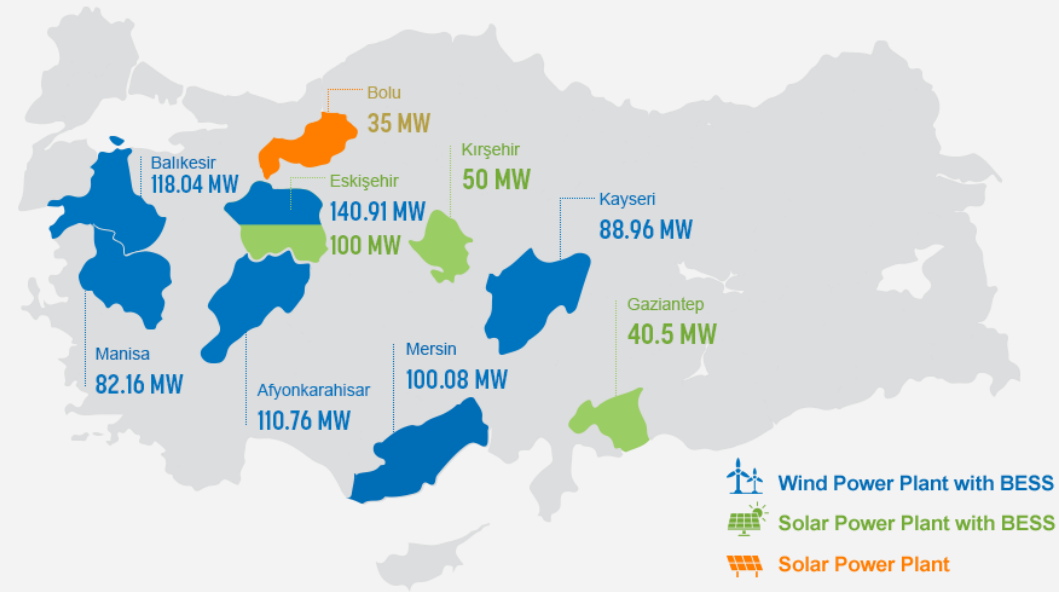 Bolu
35 MW
Balıkesir
118.04 MW
Eskişehir
140.91 MW
100 MW
Kırşehir
50 MW
Kayseri
88.96 MW
Gaziantep
40.5 MW
Manisa
82.16 MW
Afyonkarahisar
110.76 MW
Mersin
100.08 MW
Wind Power Plant with BESS
Solar Power Plant with BESS
Solar Power Plant